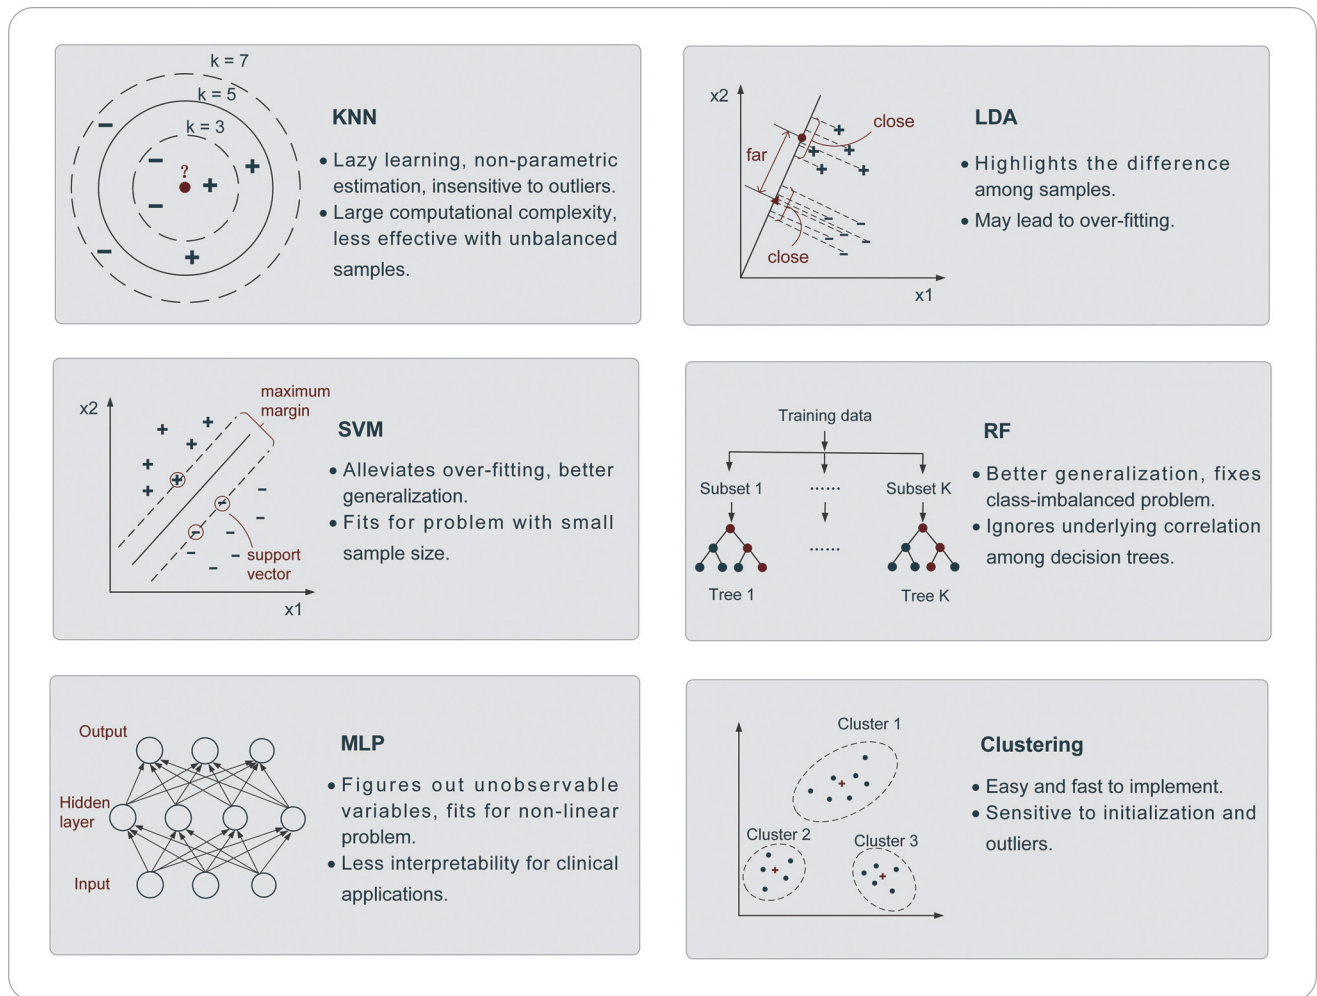 k = 7
k = 5
k = 3
?
KNN
• Lazy learning, non-parametric
estimation, insensitive to outliers.
• Large computational complexity,
less effective with unbalanced
samples.
x2
far
close
close
x1
LDA
• Highlights the difference
among samples.
• May lead to over-fitting.
x2
maximum
margin
support
vector
x1
SVM
• Alleviates over-fitting, better
generalization.
• Fits for problem with small
sample size.
Training data
Subset 1 ...... Subset K
......
Tree 1 Tree K
RF
• Better generalization, fixes
class-imbalanced problem.
• Ignores underlying correlation
among decision trees.
Output
Hidden
layer
Input
MLP
• Figures out unobservable
variables, fits for non-linear
problem.
• Less interpretability for clinical
applications.
Cluster 1
Cluster 2
Cluster 3
Clustering
• Easy and fast to implement.
• Sensitive to initialization and
outliers.